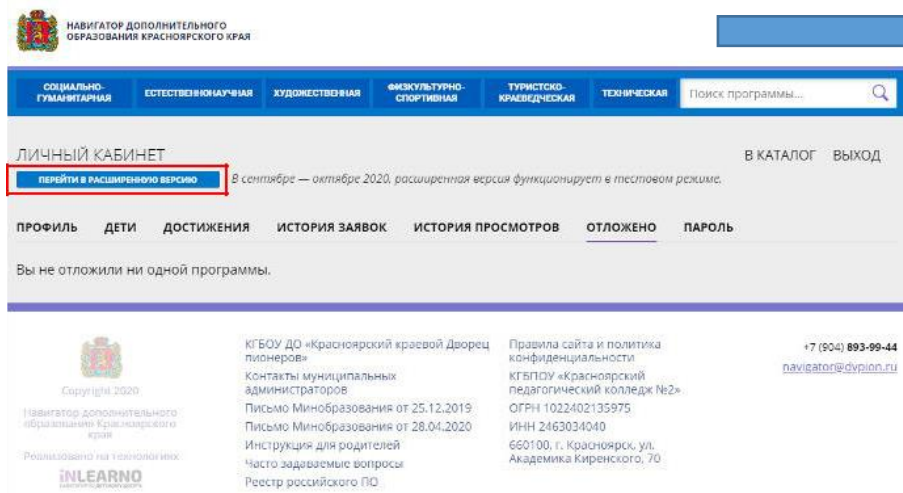 НАВИГАТОР ДОПОЛНИТЕЛЬНОГО
ОБРАЗОВАНИЯ КРАСНОЯРСКОГО КРАЯ
СОЦИАЛЬНО-
ГУМАНИТАРНАЯ
ЕСТЕСТВЕННОНАУЧНАЯ
ХУДОЖЕСТВЕННАЯ
ФИЗКУЛЬТУРНО-
СПОРТИВНАЯ
ТУРИСТСКО-
КРАЕВЕДЧЕСКАЯ
ТЕХНИЧЕСКАЯ
Поиск программы...
ЛИЧНЫЙ КАБИНЕТ
В КАТАЛОГ ВЫХОД
ПЕРЕЙТИ В РАСШИРЕННУЮ ВЕРСИЮ
В сентябре — октябре 2020, расширенная версия функционирует в тестовом режиме.
ПРОФИЛЬ ДЕТИ ДОСТИЖЕНИЯ ИСТОРИЯ ЗАЯВОК ИСТОРИЯ ПРОСМОТРОВ ОТЛОЖЕНО ПАРОЛЬ
Вы не отложили ни одной программы.
Copyright 2020
Навигатор дополнительного
образования Красноярского
края
Реализовано на технологиях
iNLEARNO
КГБОУ ДО «Красноярский краевой Дворец
пионеров»
Контакты муниципальных
администраторов
Письмо Минобразования от 25.12.2019
Письмо Минобразования от 28.04.2020
Инструкция для родителей
Часто задаваемые вопросы
Реестр российского ПО
Правила сайта и политика
конфиденциальности
КГБПОУ «Красноярский
педагогический колледж №2»
ОГРН 1022402135975
ИНН 2463034040
660100, г. Красноярск, ул.
Академика Киренского, 70
+7 (904) 893-99-44
navigator@dvpion.ru